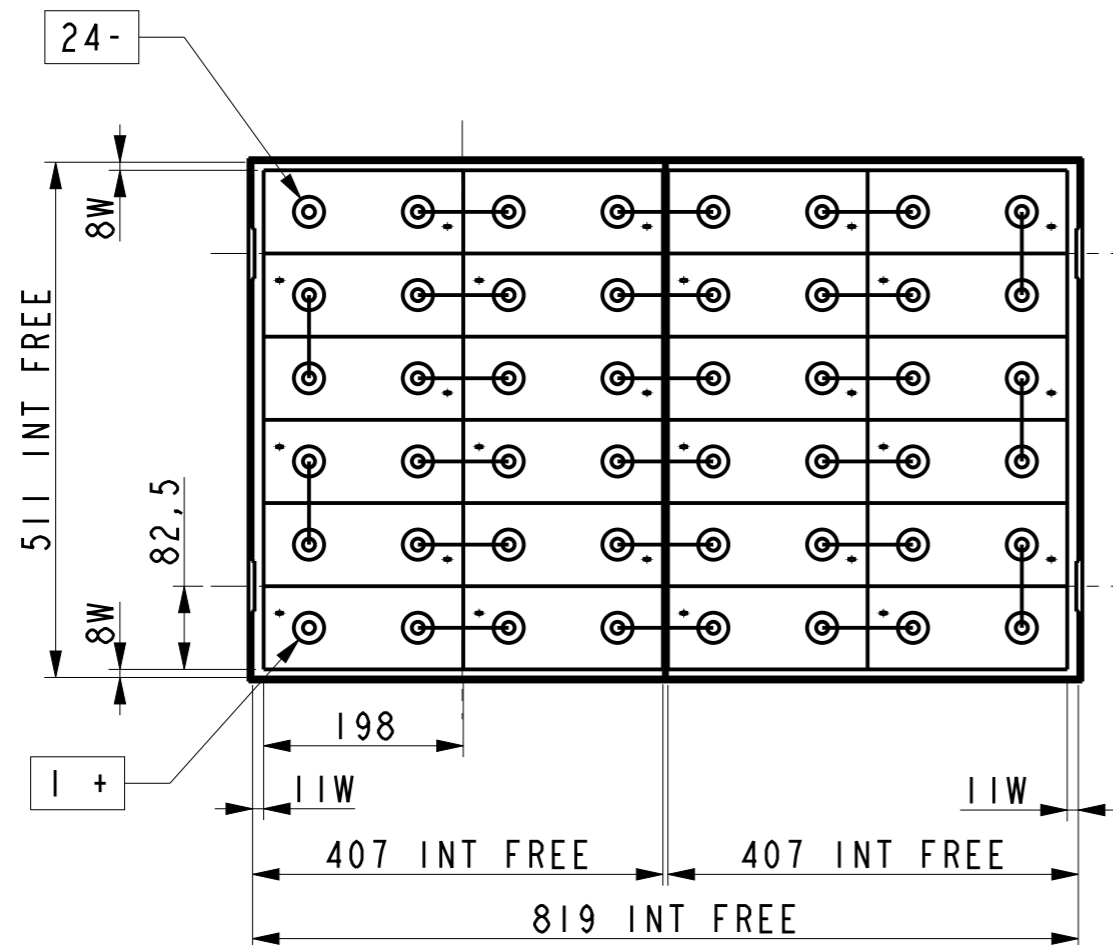 24-
8W
511 INT FREE
82,5
8W
198
1 +
11W
11W
407 INT FREE
407 INT FREE
819 INT FREE